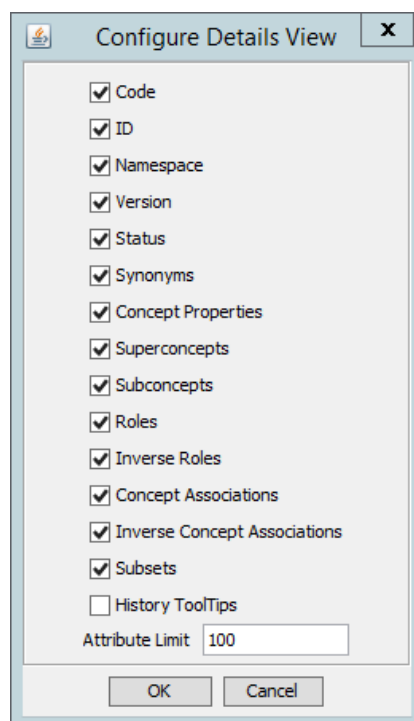 Configure Details View
x
Code
ID
Namespace
Version
Status
Synonyms
Concept Properties
Superconcepts
Subconcepts
Roles
Inverse Roles
Concept Associations
Inverse Concept Associations
Subsets
History ToolTips
Attribute Limit 100
OK Cancel